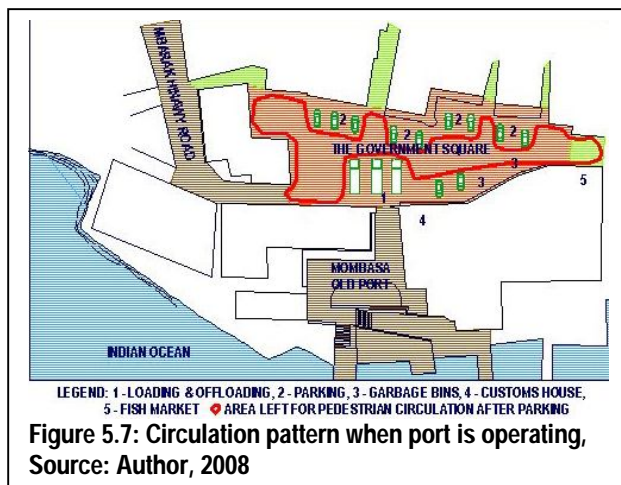 MBARAK HINAWY ROAD
2
2
2
2
THE GOVERNMENT SQUARE
3
3
5
1
4
MOMBASA
OLD PORT
INDIAN OCEAN
LEGEND: 1 - LOADING & OFFLOADING, 2 - PARKING, 3 - GARBAGE BINS, 4 - CUSTOMS HOUSE,
5 - FISH MARKET AREA LEFT FOR PEDESTRIAN CIRCULATION AFTER PARKING
Figure 5.7: Circulation pattern when port is operating,
Source: Author, 2008